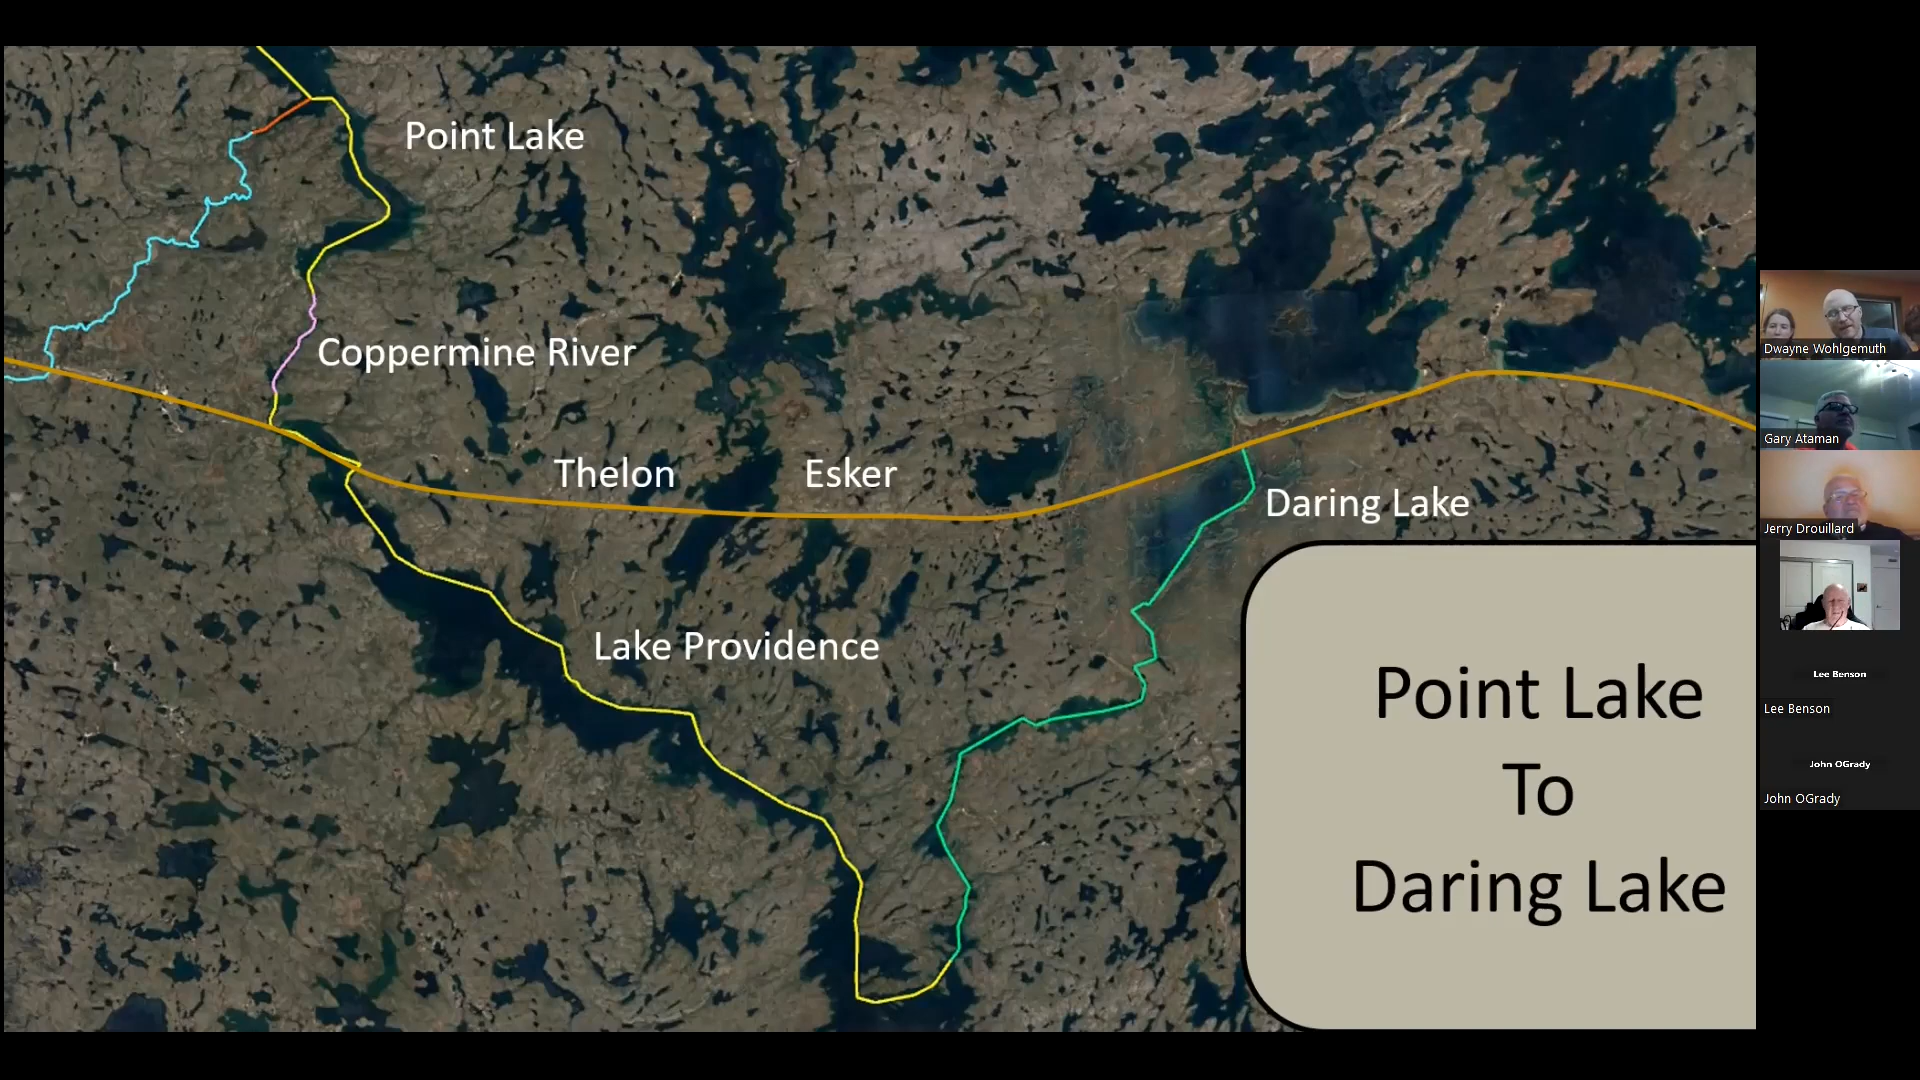 Point Lake
Coppermine River
Thelon Esker
Daring Lake
Lake Providence
Point Lake
To
Daring Lake
Dwayne Wohlgemuth
Gary Ataman
Jerry Drouillard
Lee Benson
Lee Benson
John OGrady
John OGrady